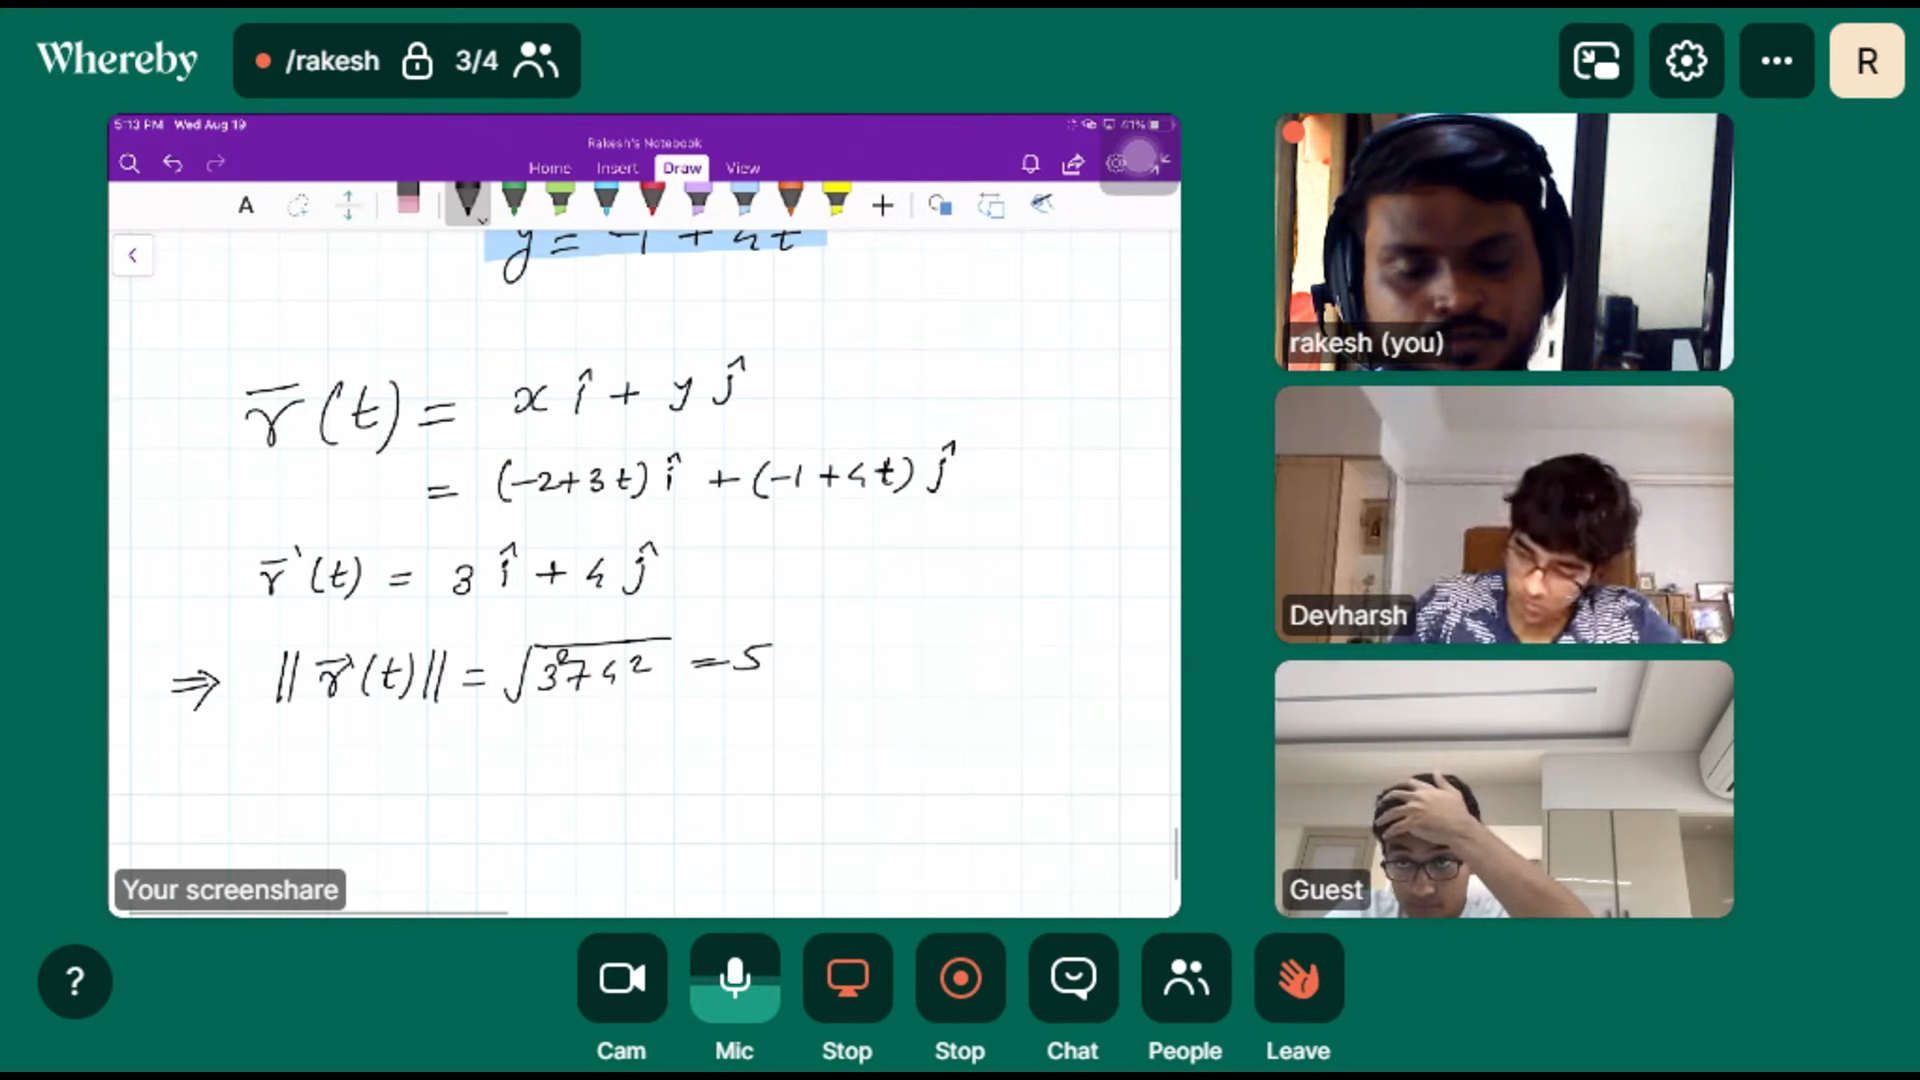 Whereby
/rakesh 3/4
R
5:13 PM Wed Aug 19
41%
Rakesh's Notebook
Home Insert Draw View
A
y = -1 + 4t
r̅(t) = x î + y ĵ
= (-2+3t) î + (-1+4t) ĵ
r̅'(t) = 3 î + 4 ĵ
⇒ || r⃗'(t) || = √3²+4² = 5
Your screenshare
rakesh (you)
Devharsh
Guest
?
Cam Mic Stop Stop Chat People Leave